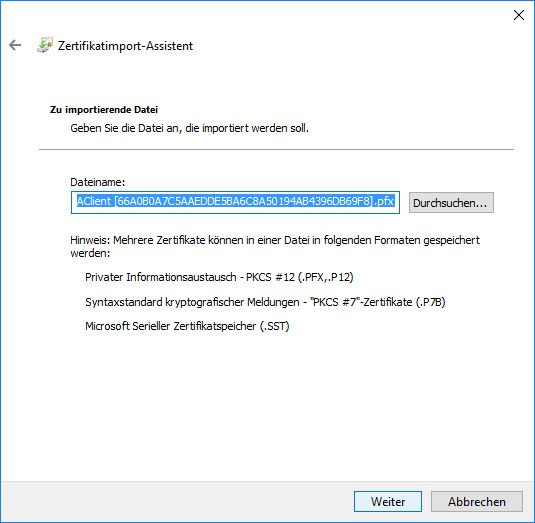 Zertifikatimport-Assistent
Zu importierende Datei
Geben Sie die Datei an, die importiert werden soll.
Dateiname:
AClient [66A0B0A7C5AAEDDE5BA6C8A50194AB4396DB69F8].pfx
Durchsuchen...
Hinweis: Mehrere Zertifikate können in einer Datei in folgenden Formaten gespeichert
werden:
Privater Informationsaustausch - PKCS #12 (.PFX,.P12)
Syntaxstandard kryptografischer Meldungen - "PKCS #7"-Zertifikate (.P7B)
Microsoft Serieller Zertifikatspeicher (.SST)
Weiter
Abbrechen